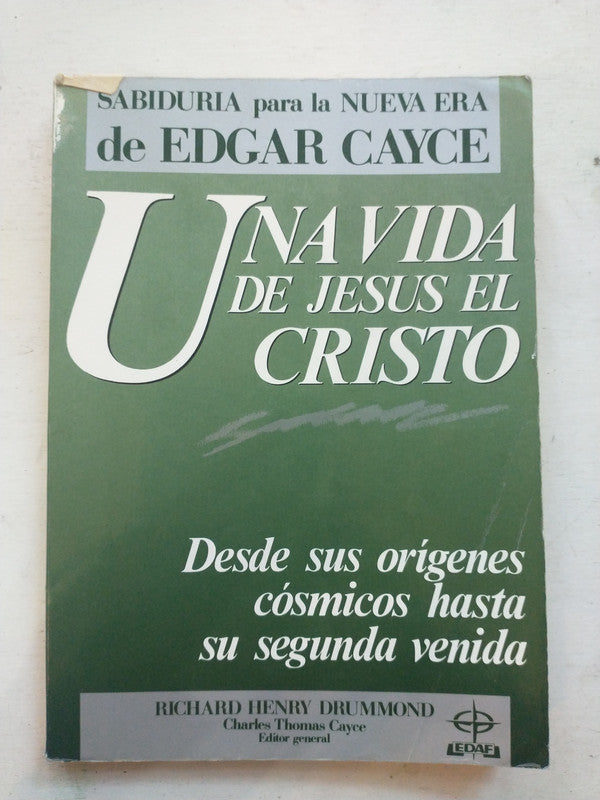 SABIDURIA para la NUEVA ERA
de EDGAR CAYCE
UNA VIDA
DE JESUS EL
CRISTO
Desde sus orígenes
cósmicos hasta
su segunda venida
RICHARD HENRY DRUMMOND
Charles Thomas Cayce
Editor general
EDAF